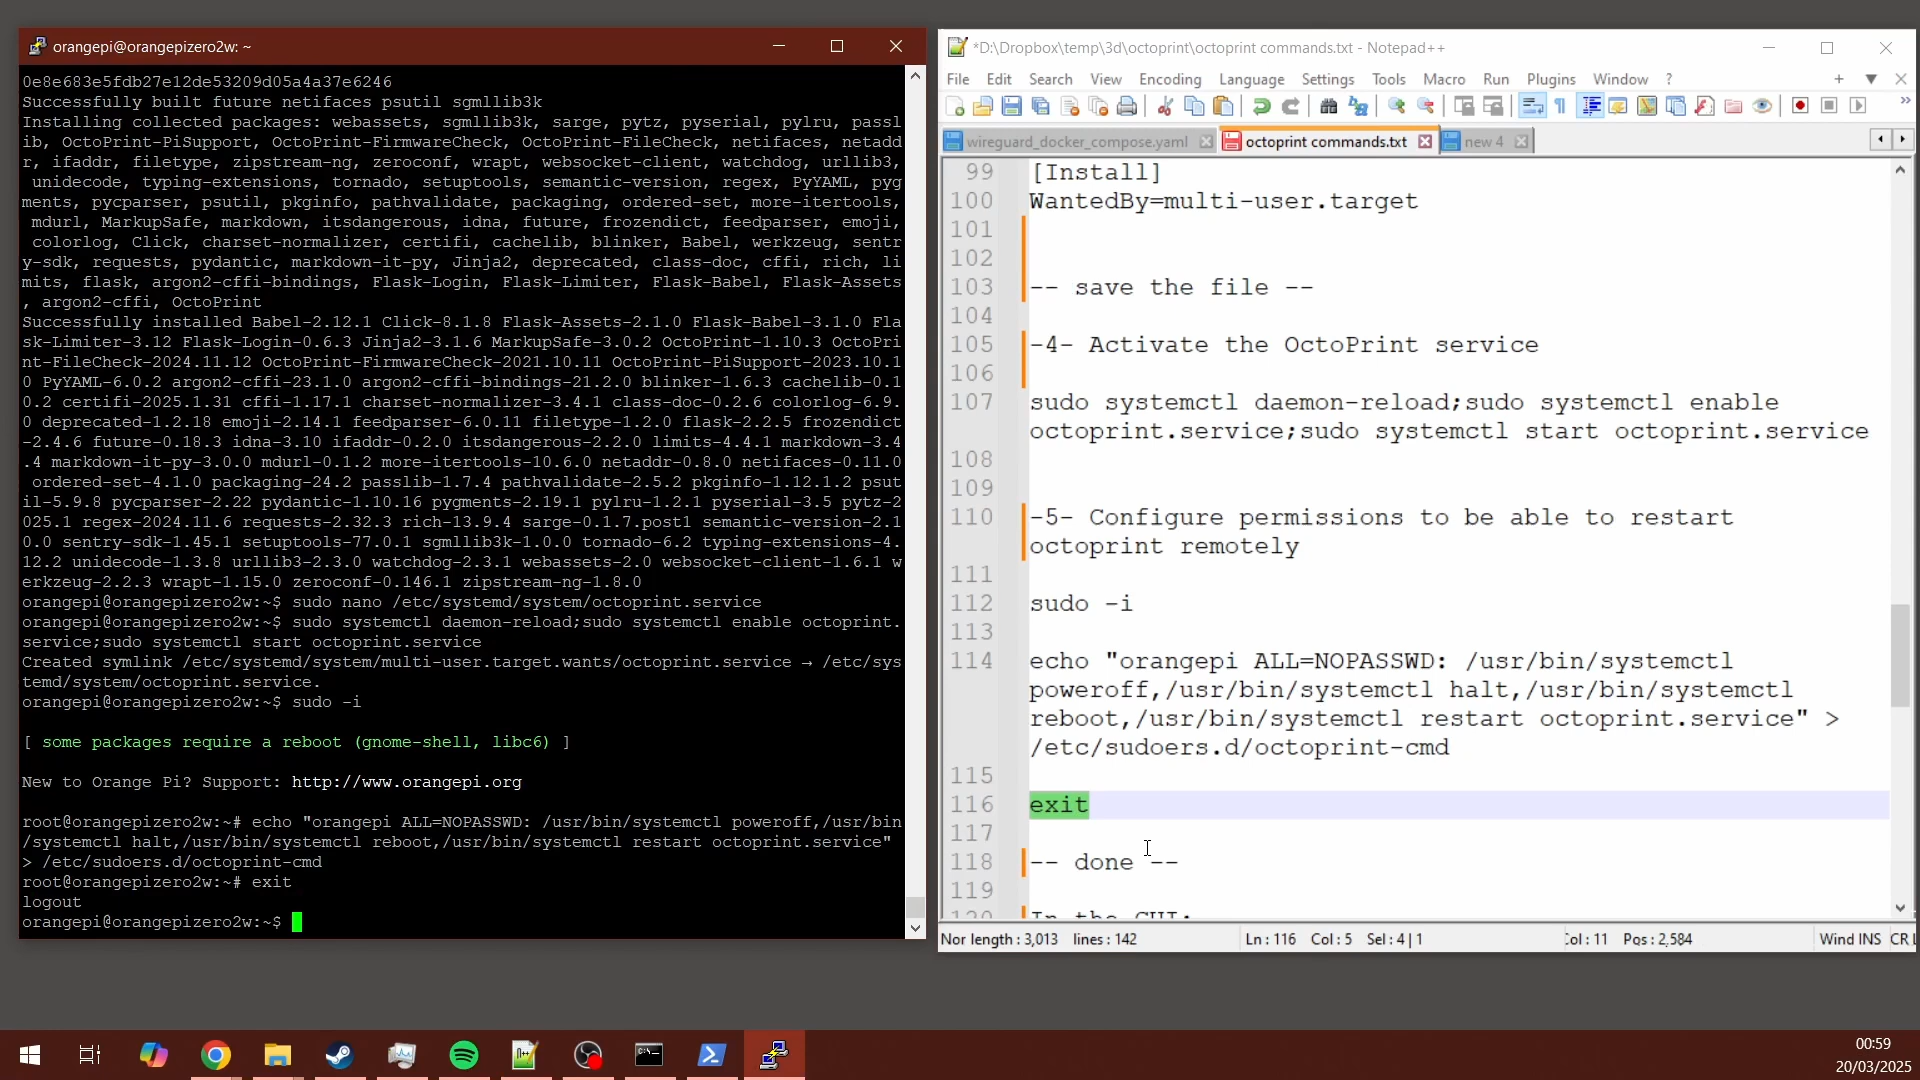 orangepi@orangepizero2w: ~
0e8e683e5fdb27e12de53209d05a4a37e6246
Successfully built future netifaces psutil sgmllib3k
Installing collected packages: webassets, sgmllib3k, sarge, pytz, pyserial, pylru, passl
ib, OctoPrint-PiSupport, OctoPrint-FirmwareCheck, OctoPrint-FileCheck, netifaces, netadd
r, ifaddr, filetype, zipstream-ng, zeroconf, wrapt, websocket-client, watchdog, urllib3,
unidecode, typing-extensions, tornado, setuptools, semantic-version, regex, PyYAML, pyg
ments, pycparser, psutil, pkginfo, pathvalidate, packaging, ordered-set, more-itertools,
mdurl, MarkupSafe, markdown, itsdangerous, idna, future, frozendict, feedparser, emoji,
colorlog, Click, charset-normalizer, certifi, cachelib, blinker, Babel, werkzeug, sentr
y-sdk, requests, pydantic, markdown-it-py, Jinja2, deprecated, class-doc, cffi, rich, li
mits, flask, argon2-cffi-bindings, Flask-Login, Flask-Limiter, Flask-Babel, Flask-Assets
, argon2-cffi, OctoPrint
Successfully installed Babel-2.12.1 Click-8.1.8 Flask-Assets-2.1.0 Flask-Babel-3.1.0 Fla
sk-Limiter-3.12 Flask-Login-0.6.3 Jinja2-3.1.6 MarkupSafe-3.0.2 OctoPrint-1.10.3 OctoPri
nt-FileCheck-2024.11.12 OctoPrint-FirmwareCheck-2021.10.11 OctoPrint-PiSupport-2023.10.1
0 PyYAML-6.0.2 argon2-cffi-23.1.0 argon2-cffi-bindings-21.2.0 blinker-1.6.3 cachelib-0.1
0.2 certifi-2025.1.31 cffi-1.17.1 charset-normalizer-3.4.1 class-doc-0.2.6 colorlog-6.9.
0 deprecated-1.2.18 emoji-2.14.1 feedparser-6.0.11 filetype-1.2.0 flask-2.2.5 frozendict
-2.4.6 future-0.18.3 idna-3.10 ifaddr-0.2.0 itsdangerous-2.2.0 limits-4.4.1 markdown-3.4
.4 markdown-it-py-3.0.0 mdurl-0.1.2 more-itertools-10.6.0 netaddr-0.8.0 netifaces-0.11.0
ordered-set-4.1.0 packaging-24.2 passlib-1.7.4 pathvalidate-2.5.2 pkginfo-1.12.1.2 psut
il-5.9.8 pycparser-2.22 pydantic-1.10.16 pygments-2.19.1 pylru-1.2.1 pyserial-3.5 pytz-2
025.1 regex-2024.11.6 requests-2.32.3 rich-13.9.4 sarge-0.1.7.post1 semantic-version-2.1
0.0 sentry-sdk-1.45.1 setuptools-77.0.1 sgmllib3k-1.0.0 tornado-6.2 typing-extensions-4.
12.2 unidecode-1.3.8 urllib3-2.3.0 watchdog-2.3.1 webassets-2.0 websocket-client-1.6.1 w
erkzeug-2.2.3 wrapt-1.15.0 zeroconf-0.146.1 zipstream-ng-1.8.0
orangepi@orangepizero2w:~$ sudo nano /etc/systemd/system/octoprint.service
orangepi@orangepizero2w:~$ sudo systemctl daemon-reload;sudo systemctl enable octoprint.
service;sudo systemctl start octoprint.service
Created symlink /etc/systemd/system/multi-user.target.wants/octoprint.service → /etc/sys
temd/system/octoprint.service.
orangepi@orangepizero2w:~$ sudo -i
[ some packages require a reboot (gnome-shell, libc6) ]
New to Orange Pi? Support: http://www.orangepi.org
root@orangepizero2w:~# echo "orangepi ALL=NOPASSWD: /usr/bin/systemctl poweroff,/usr/bin
/systemctl halt,/usr/bin/systemctl reboot,/usr/bin/systemctl restart octoprint.service"
> /etc/sudoers.d/octoprint-cmd
root@orangepizero2w:~# exit
logout
orangepi@orangepizero2w:~$
*D:\Dropbox\temp\3d\octoprint\octoprint commands.txt - Notepad++
File Edit Search View Encoding Language Settings Tools Macro Run Plugins Window ?
wireguard_docker_compose.yaml octoprint commands.txt new 4
99 [Install]
100 WantedBy=multi-user.target
101
102
103 -- save the file --
104
105 -4- Activate the OctoPrint service
106
107 sudo systemctl daemon-reload;sudo systemctl enable
octoprint.service;sudo systemctl start octoprint.service
108
109
110 -5- Configure permissions to be able to restart
octoprint remotely
111
112 sudo -i
113
114 echo "orangepi ALL=NOPASSWD: /usr/bin/systemctl
poweroff,/usr/bin/systemctl halt,/usr/bin/systemctl
reboot,/usr/bin/systemctl restart octoprint.service" >
/etc/sudoers.d/octoprint-cmd
115
116 exit
117
118 -- done --
119
120 In the GUI:
Nor length : 3,013 lines : 142 Ln : 116 Col : 5 Sel : 4 | 1 Col : 11 Pos : 2,584 Wind INS CR L
00:59
20/03/2025